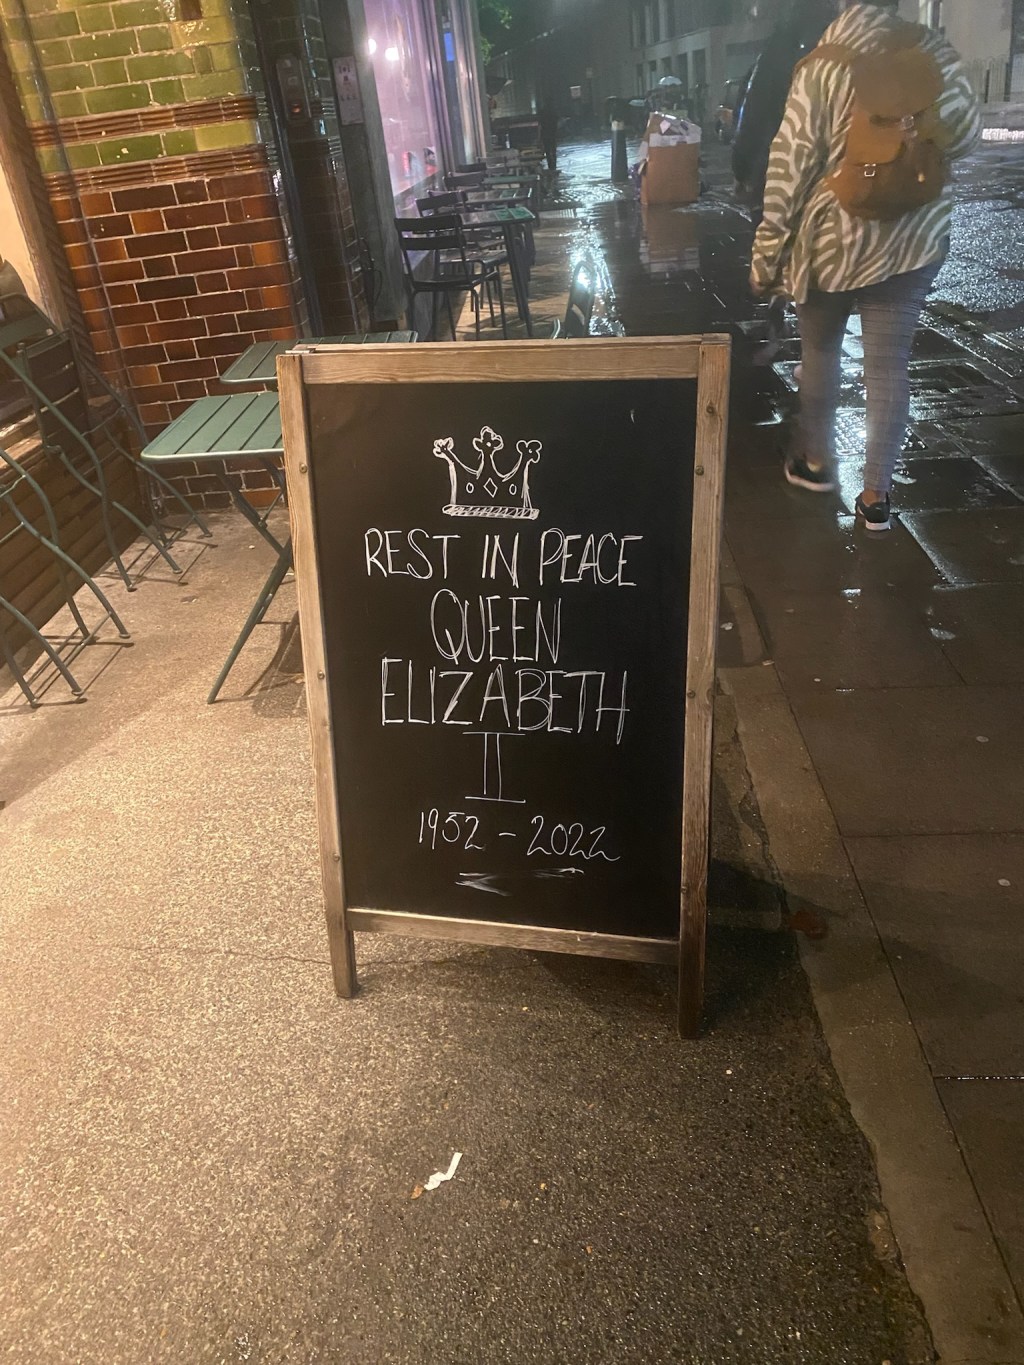 REST IN PEACE
QUEEN
ELIZABETH
II
1952 - 2022